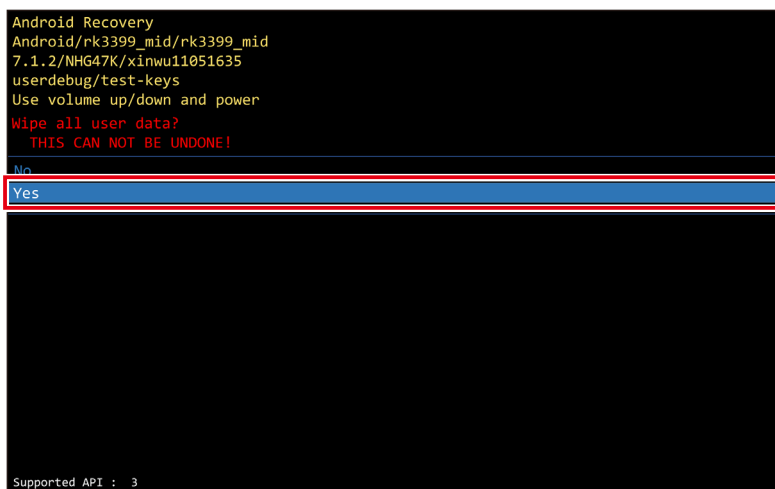 Android Recovery
Android/rk3399_mid/rk3399_mid
7.1.2/NHG47K/xinwu11051635
userdebug/test-keys
Use volume up/down and power
Wipe all user data?
THIS CAN NOT BE UNDONE!
No
Yes
Supported API : 3